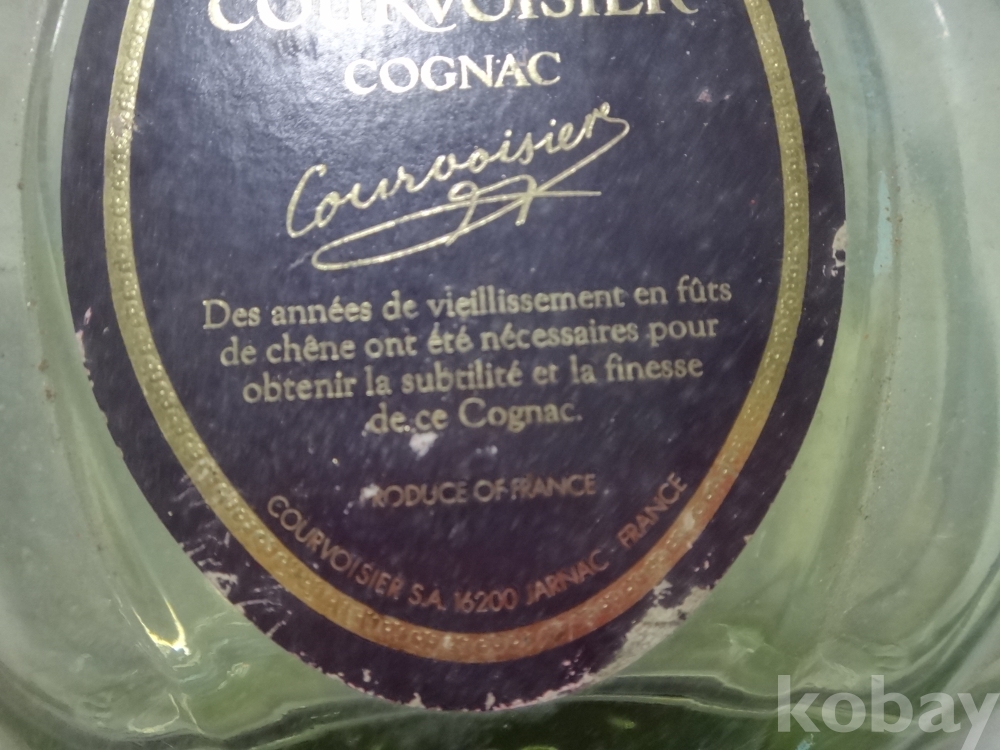 COURVOISIER
COGNAC
Courvoisier
Des années de vieillissement en fûts
de chêne ont été nécessaires pour
obtenir la subtilité et la finesse
de ce Cognac.
PRODUCE OF FRANCE
COURVOISIER S.A. 16200 JARNAC FRANCE
kobay